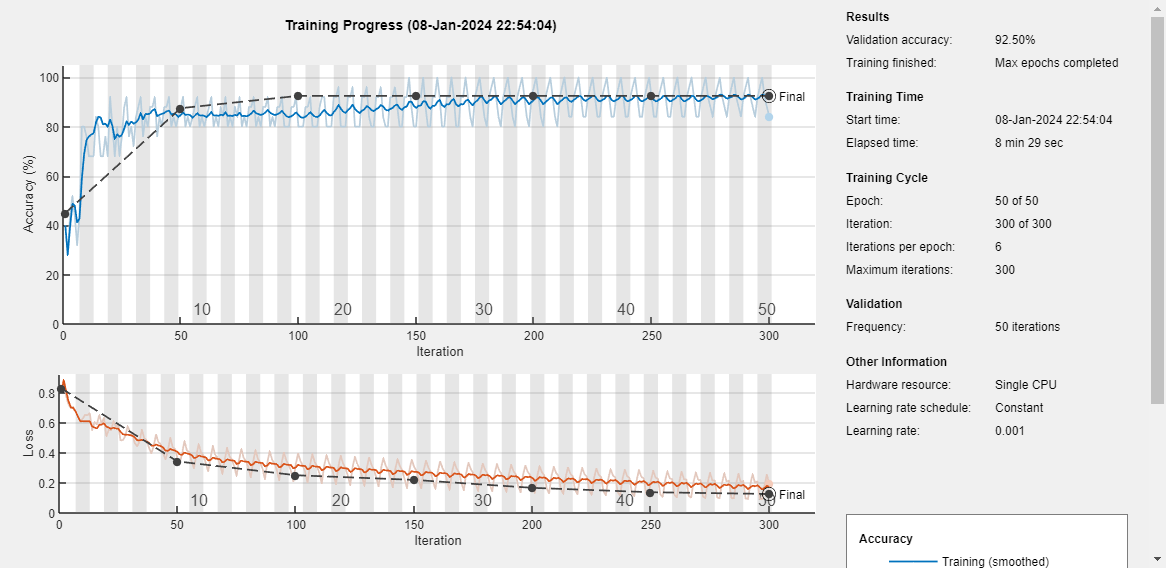 Training Progress (08-Jan-2024 22:54:04)
Accuracy (%)
100
80
60
40
20
0
10
20
30
40
50
Final
0
50
100
150
200
250
300
Iteration
Loss
0.8
0.6
0.4
0.2
0
10
20
30
40
50
Final
0
50
100
150
200
250
300
Iteration
Results
Validation accuracy: 92.50%
Training finished: Max epochs completed
Training Time
Start time: 08-Jan-2024 22:54:04
Elapsed time: 8 min 29 sec
Training Cycle
Epoch: 50 of 50
Iteration: 300 of 300
Iterations per epoch: 6
Maximum iterations: 300
Validation
Frequency: 50 iterations
Other Information
Hardware resource: Single CPU
Learning rate schedule: Constant
Learning rate: 0.001
Accuracy
Training (smoothed)